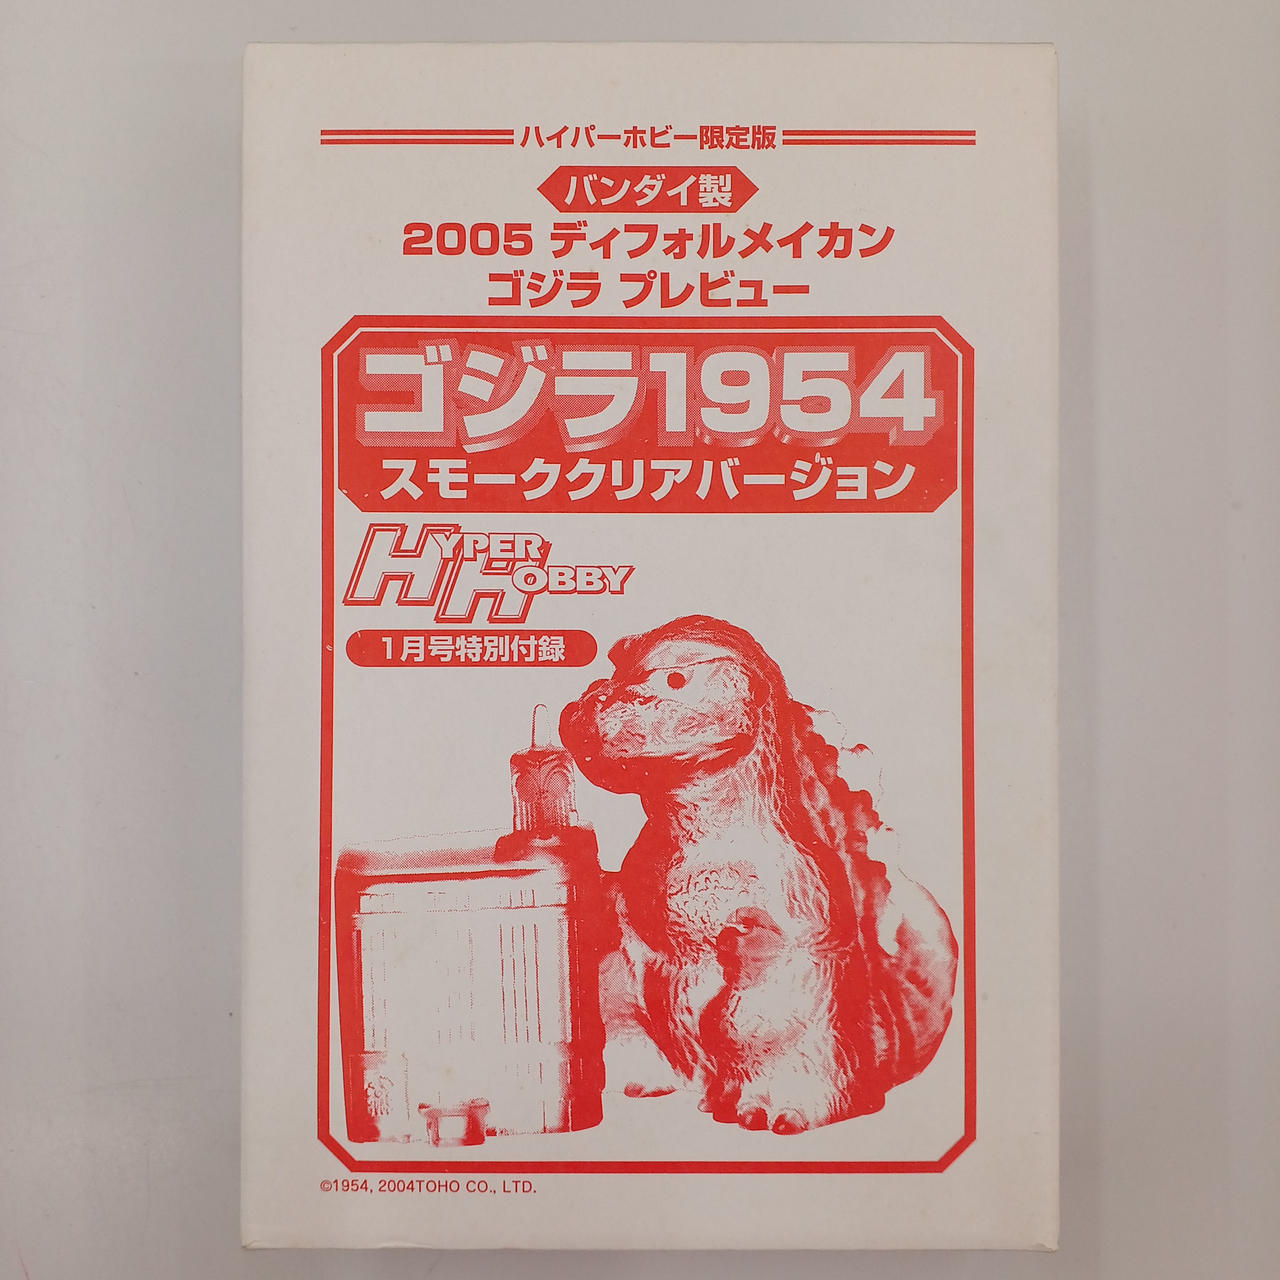 ハイパーホビー限定版
バンダイ製
2005 ディフォルメイカン
ゴジラ プレビュー
ゴジラ1954
スモーククリアバージョン
HYPER
HOBBY
1月号特別付録
©1954, 2004TOHO CO., LTD.